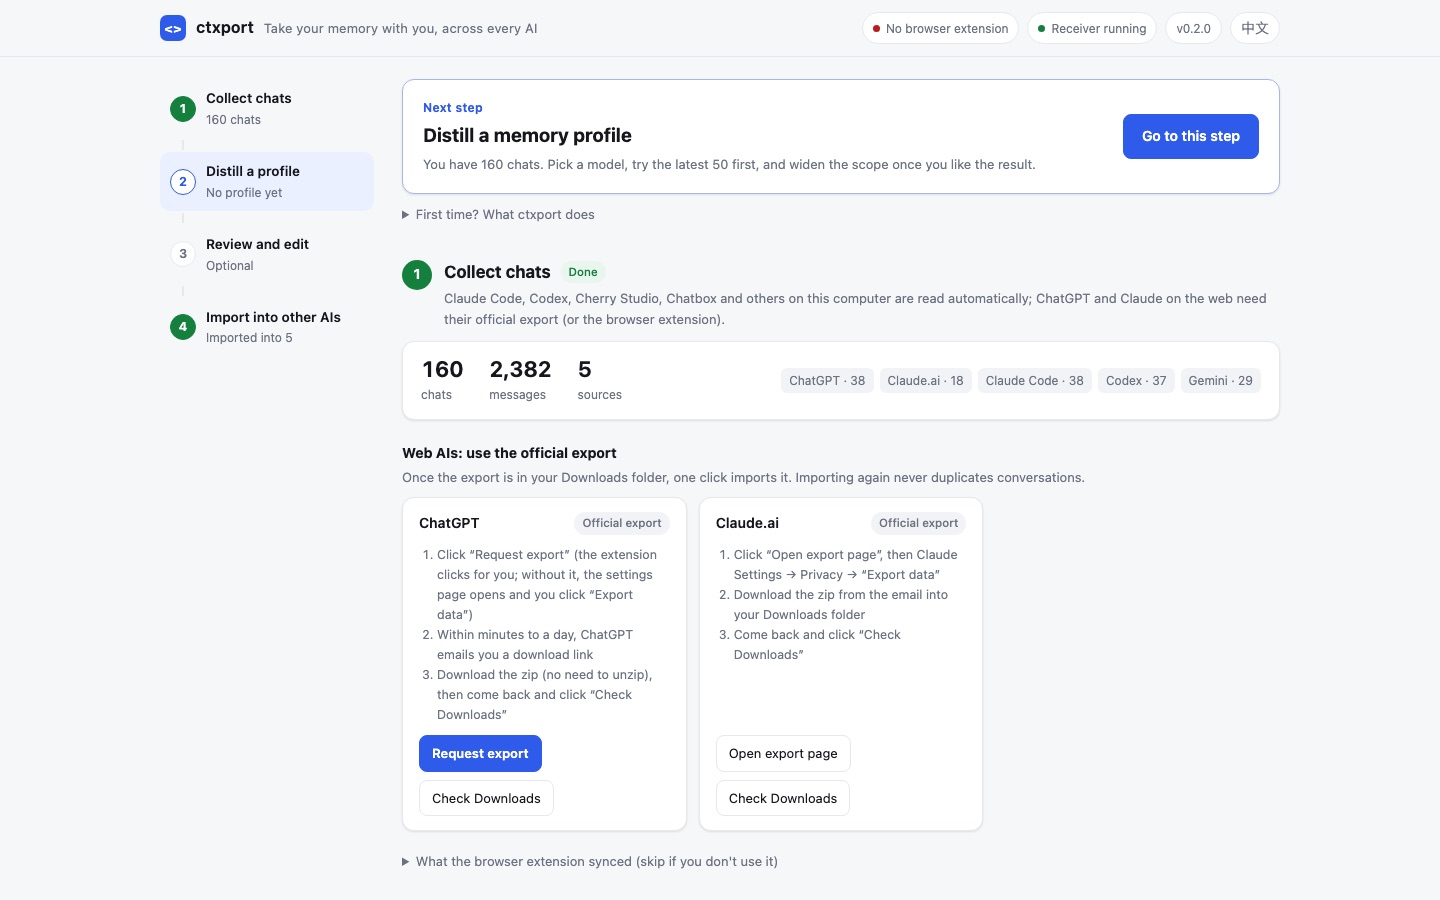 <> ctxport Take your memory with you, across every AI
No browser extension
Receiver running
v0.2.0
中文
1 Collect chats
160 chats
2 Distill a profile
No profile yet
3 Review and edit
Optional
4 Import into other AIs
Imported into 5
Next step
Distill a memory profile
You have 160 chats. Pick a model, try the latest 50 first, and widen the scope once you like the result.
Go to this step
First time? What ctxport does
1 Collect chats Done
Claude Code, Codex, Cherry Studio, Chatbox and others on this computer are read automatically; ChatGPT and Claude on the web need
their official export (or the browser extension).
160 2,382 5
chats messages sources
ChatGPT · 38 Claude.ai · 18 Claude Code · 38 Codex · 37 Gemini · 29
Web AIs: use the official export
Once the export is in your Downloads folder, one click imports it. Importing again never duplicates conversations.
ChatGPT Official export
1. Click “Request export” (the extension
clicks for you; without it, the settings
page opens and you click “Export
data”)
2. Within minutes to a day, ChatGPT
emails you a download link
3. Download the zip (no need to unzip),
then come back and click “Check
Downloads”
Request export
Check Downloads
Claude.ai Official export
1. Click “Open export page”, then Claude
Settings → Privacy → “Export data”
2. Download the zip from the email into
your Downloads folder
3. Come back and click “Check
Downloads”
Open export page
Check Downloads
What the browser extension synced (skip if you don't use it)